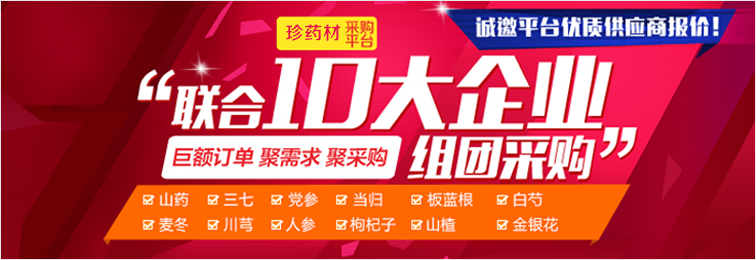 诚邀平台优质供应商报价！
珍药材 采购平台
“联合10大企业
巨额订单 聚需求 聚采购
组团采购”
山药 三七 党参 当归 板蓝根 白芍
麦冬 川芎 人参 枸杞子 山楂 金银花